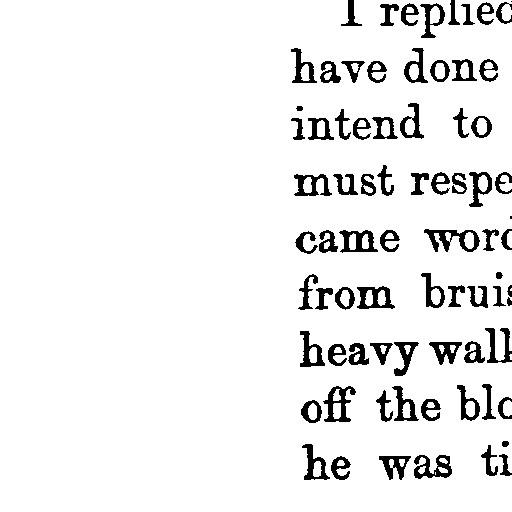 I replied
have done
intend to
must respe
came word
from bruis
heavy walk
off the blo
he was ti